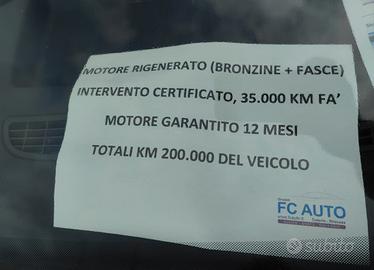 MOTORE RIGENERATO (BRONZINE + FASCE)
INTERVENTO CERTIFICATO, 35.000 KM FA'
MOTORE GARANTITO 12 MESI
TOTALI KM 200.000 DEL VEICOLO
FC AUTO
subito